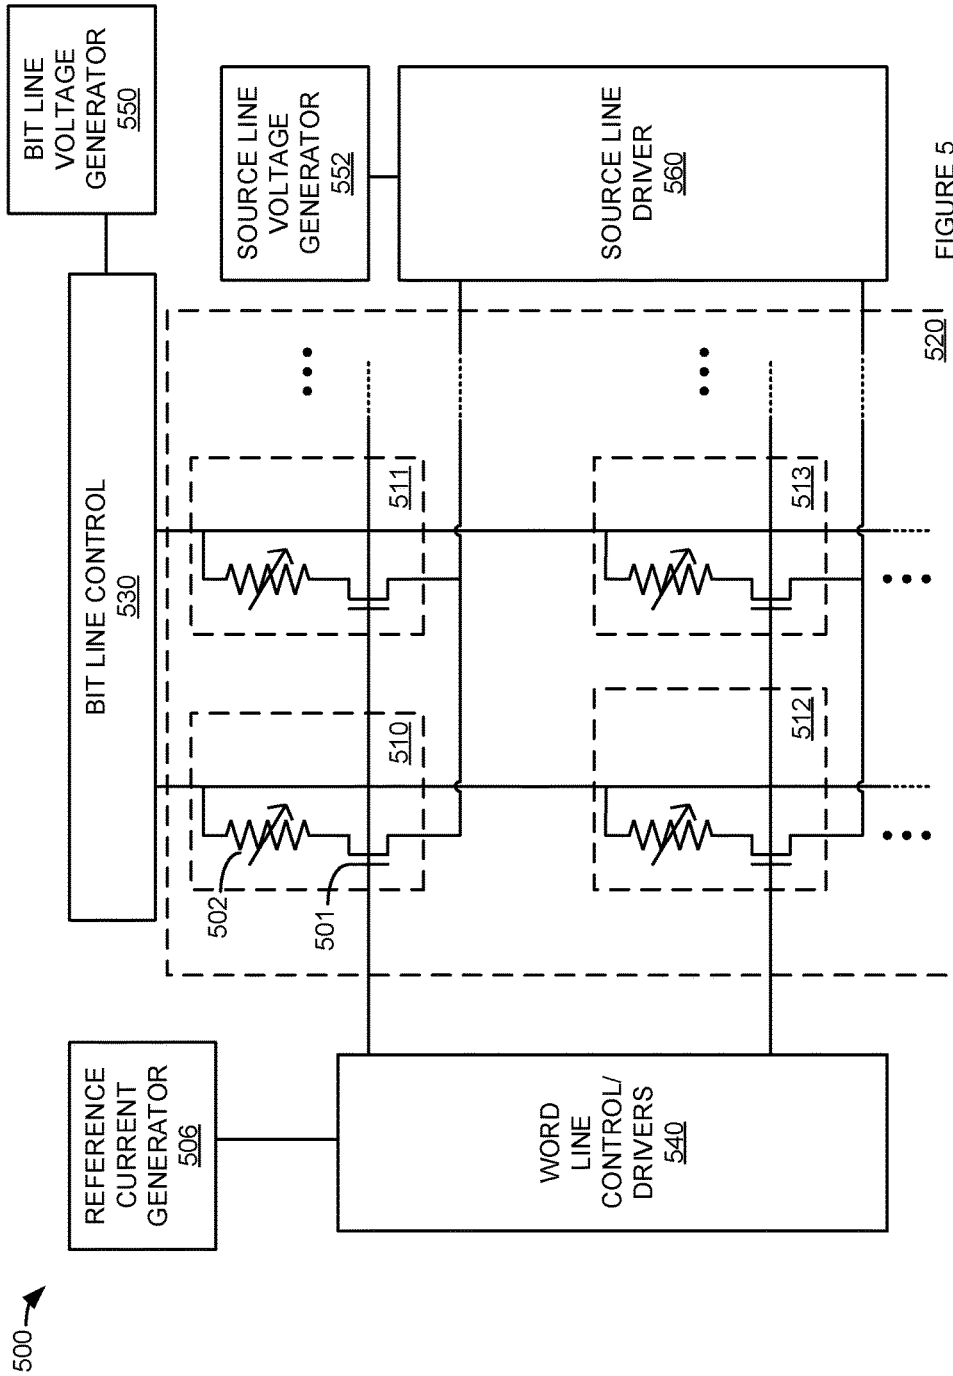 500
REFERENCE
CURRENT
GENERATOR
506
BIT LINE CONTROL
530
BIT LINE
VOLTAGE
GENERATOR
550
502
501
510
511
SOURCE LINE
VOLTAGE
GENERATOR
552
WORD
LINE
CONTROL/
DRIVERS
540
512
513
SOURCE LINE
DRIVER
560
520
FIGURE 5